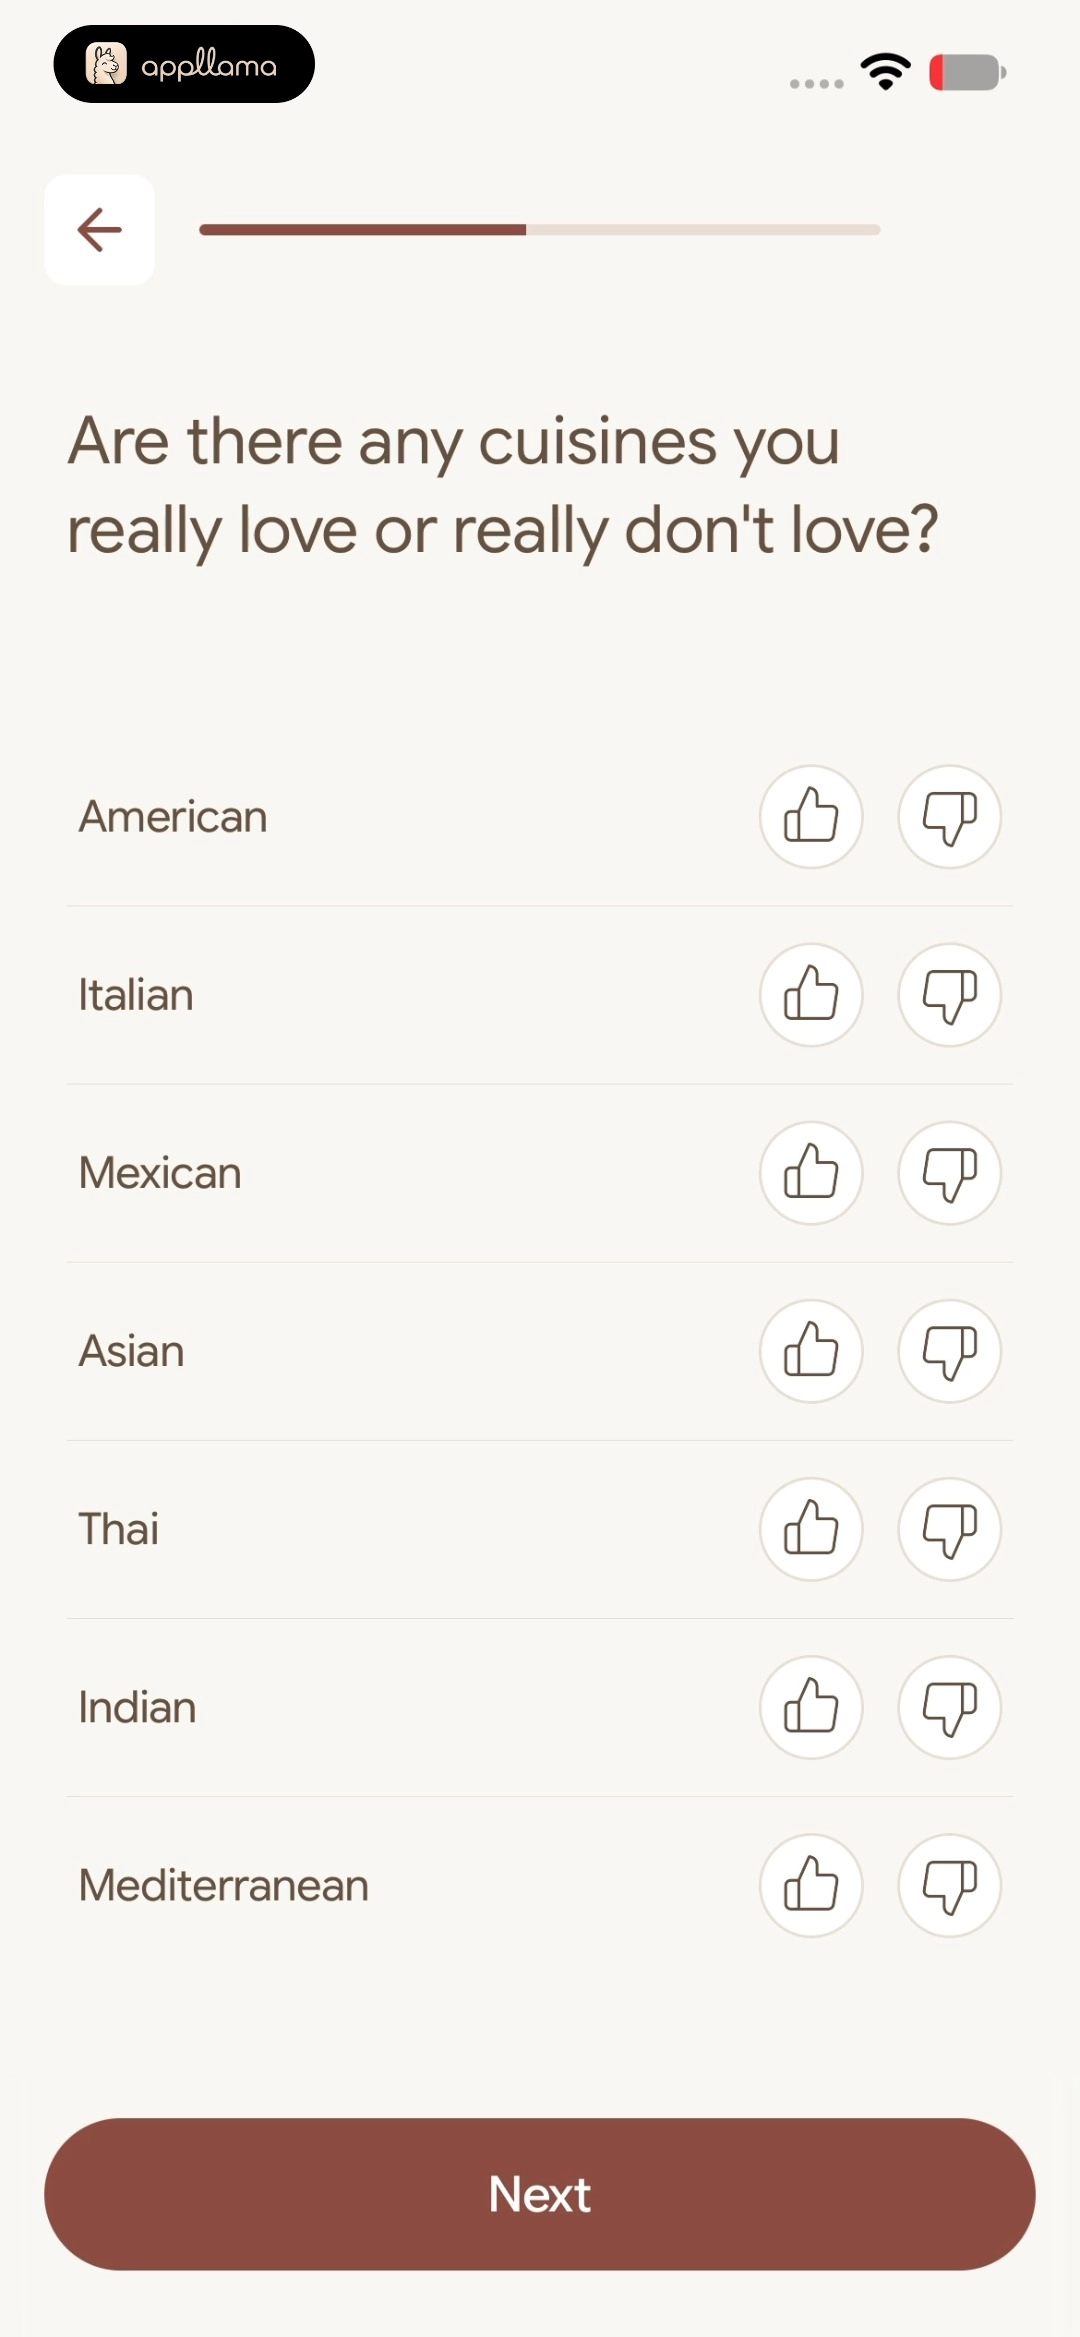 appllama
Are there any cuisines you
really love or really don't love?
American
Italian
Mexican
Asian
Thai
Indian
Mediterranean
Next